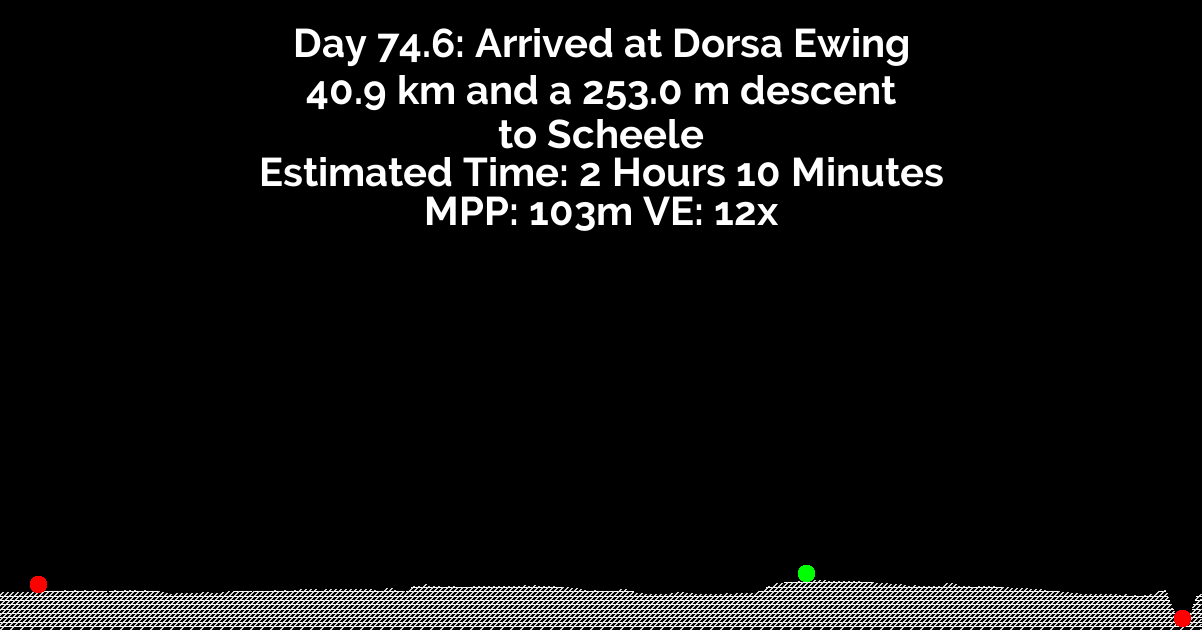 Day 74.6: Arrived at Dorsa Ewing
40.9 km and a 253.0 m descent
to Scheele
Estimated Time: 2 Hours 10 Minutes
MPP: 103m VE: 12x